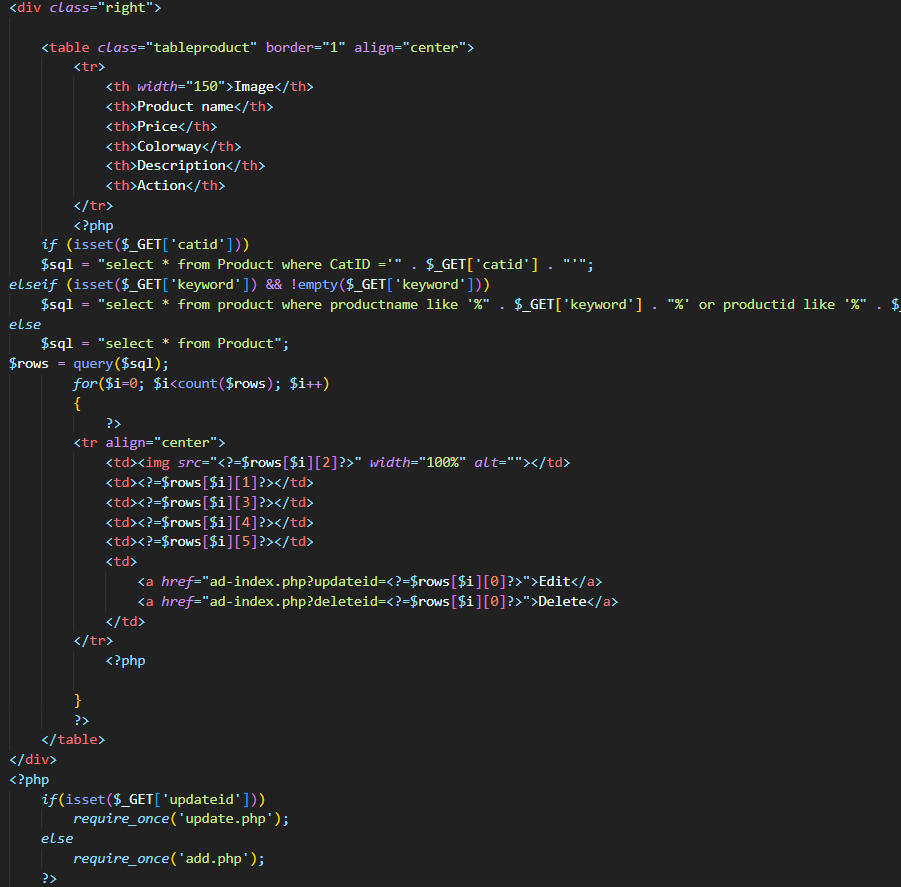 <div class="right">
<table class="tableproduct" border="1" align="center">
<tr>
<th width="150">Image</th>
<th>Product name</th>
<th>Price</th>
<th>Colorway</th>
<th>Description</th>
<th>Action</th>
</tr>
<?php
if (isset($_GET['catid']))
$sql = "select * from Product where CatID ='" . $_GET['catid'] . "'";
elseif (isset($_GET['keyword']) && !empty($_GET['keyword']))
$sql = "select * from product where productname like '%" . $_GET['keyword'] . "%' or productid like '%" . $_
else
$sql = "select * from Product";
$rows = query($sql);
for($i=0; $i<count($rows); $i++)
{
?>
<tr align="center">
<td><img src="<?=$rows[$i][2]?>" width="100%" alt=""></td>
<td><?=$rows[$i][1]?></td>
<td><?=$rows[$i][3]?></td>
<td><?=$rows[$i][4]?></td>
<td><?=$rows[$i][5]?></td>
<td>
<a href="ad-index.php?updateid=<?=$rows[$i][0]?>">Edit</a>
<a href="ad-index.php?deleteid=<?=$rows[$i][0]?>">Delete</a>
</td>
</tr>
<?php
}
?>
</table>
</div>
<?php
if(isset($_GET['updateid']))
require_once('update.php');
else
require_once('add.php');
?>